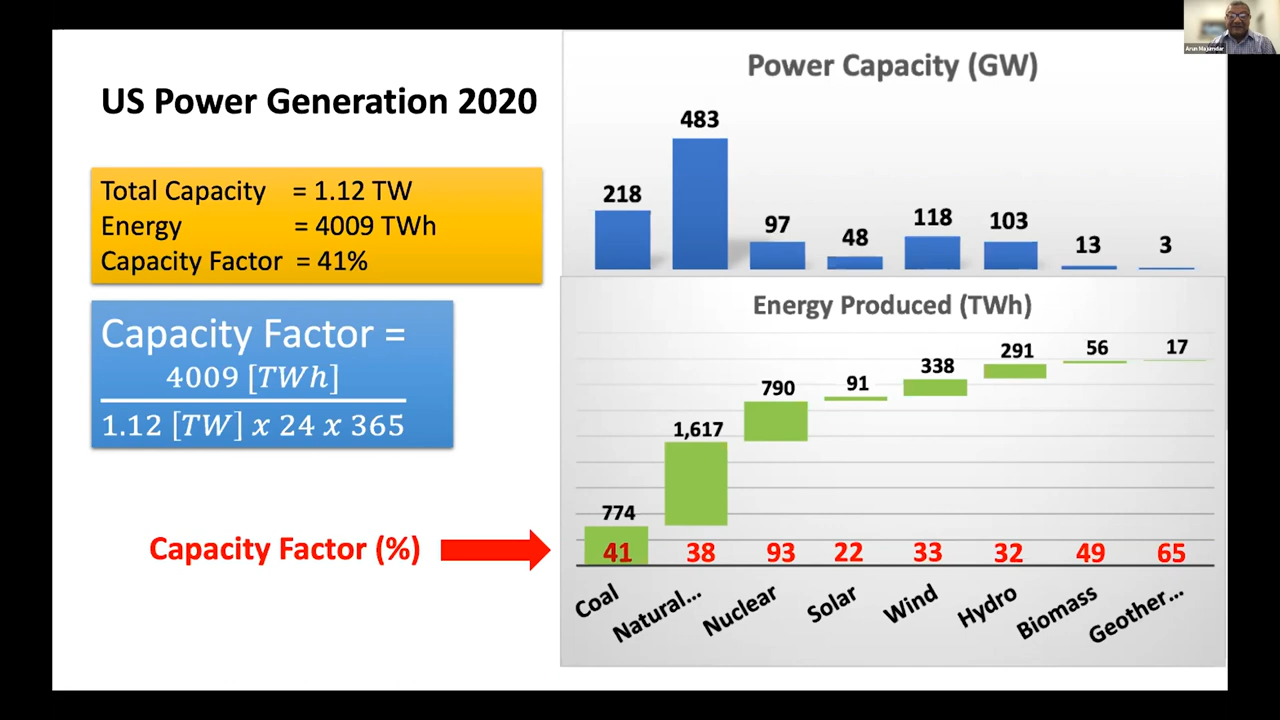 US Power Generation 2020
Total Capacity = 1.12 TW
Energy = 4009 TWh
Capacity Factor = 41%
Capacity Factor =
4009 [TWh]
1.12 [TW] x 24 x 365
Capacity Factor (%)
Power Capacity (GW)
218 483 97 48 118 103 13 3
Energy Produced (TWh)
774 1,617 790 91 338 291 56 17
41 38 93 22 33 32 49 65
Coal Natural... Nuclear Solar Wind Hydro Biomass Geother...
Arun Majumdar